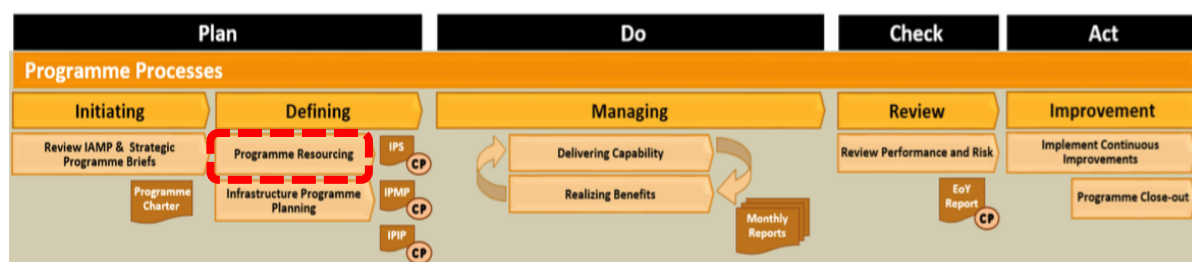 Plan
Do
Check
Act
Programme Processes
Initiating
Defining
Managing
Review
Improvement
Review IAMP & Strategic
Programme Briefs
Programme
Charter
Programme Resourcing
Infrastructure Programme
Planning
IPS
CP
IPMP
CP
IPIP
CP
Delivering Capability
Realizing Benefits
Monthly
Reports
Review Performance and Risk
EoY
Report
CP
Implement Continuous
Improvements
Programme Close-out